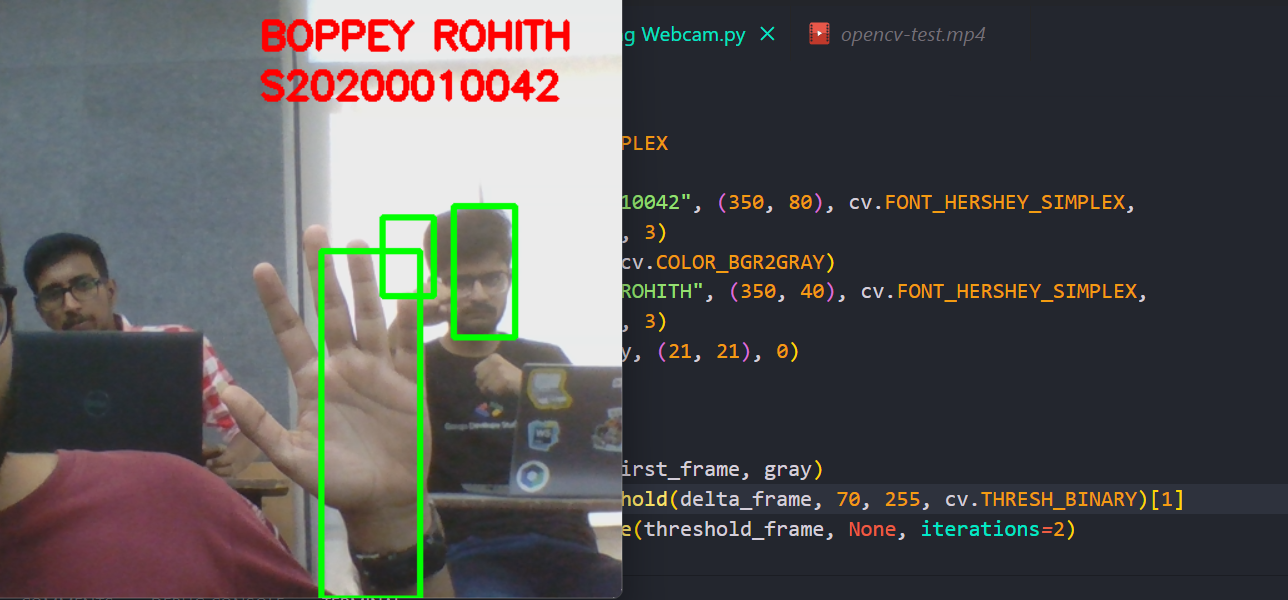 BOPPEY ROHITH
S20200010042
g Webcam.py
opencv-test.mp4
PLEX
10042", (350, 80), cv.FONT_HERSHEY_SIMPLEX,
, 3)
cv.COLOR_BGR2GRAY)
ROHITH", (350, 40), cv.FONT_HERSHEY_SIMPLEX,
, 3)
y, (21, 21), 0)
irst_frame, gray)
hold(delta_frame, 70, 255, cv.THRESH_BINARY)[1]
e(threshold_frame, None, iterations=2)
WS